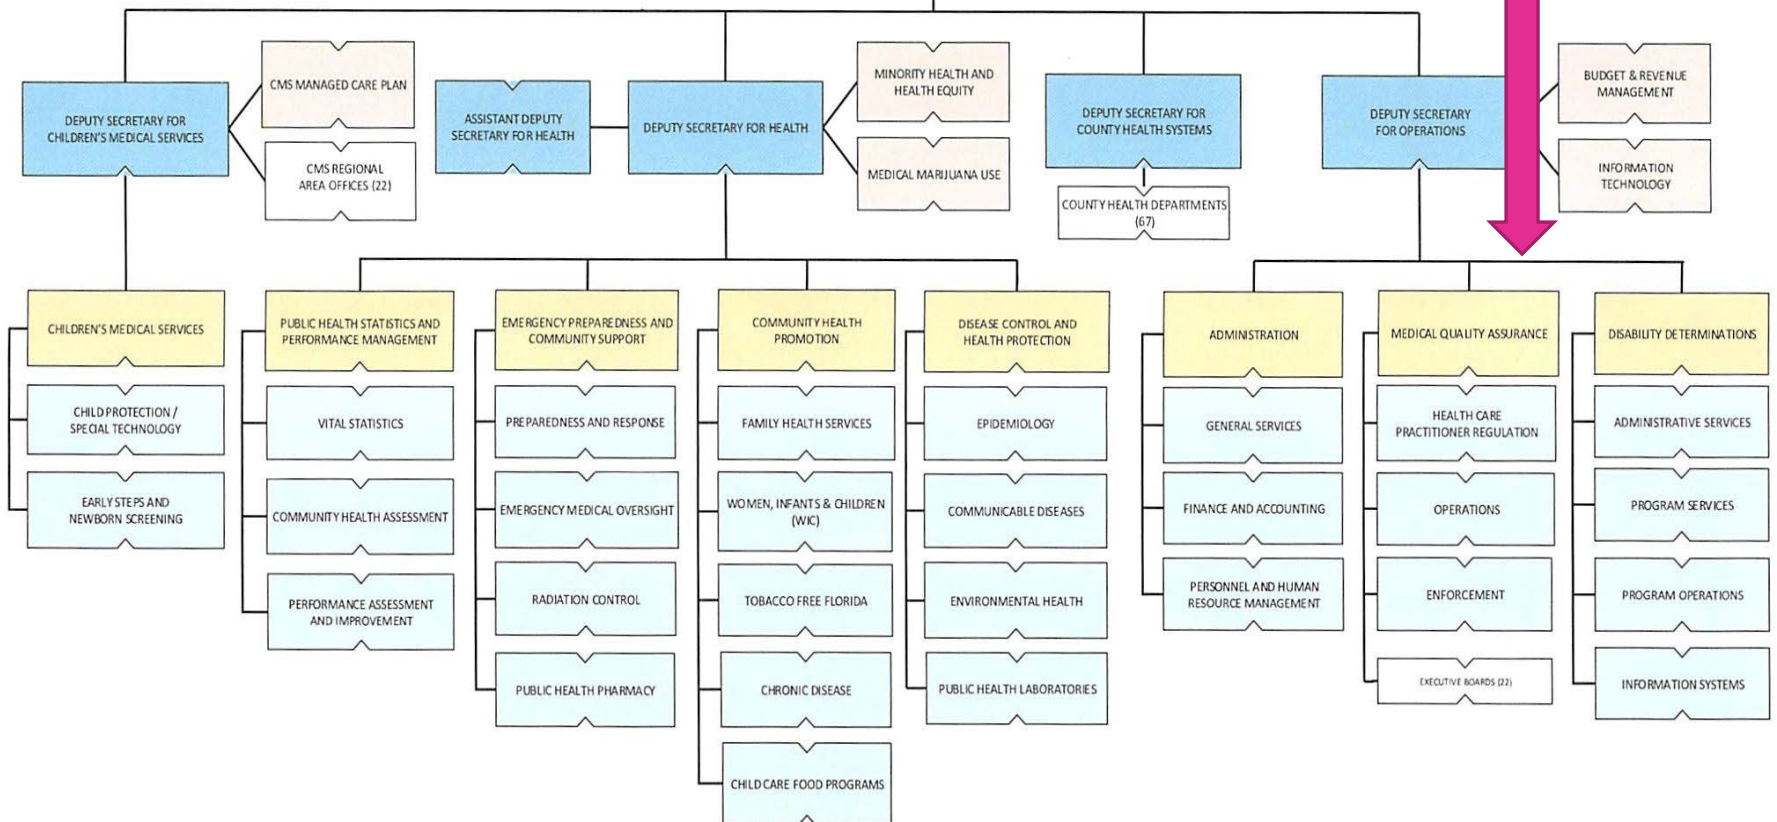 CMS MANAGED CARE PLAN
DEPUTY SECRETARY FOR
CHILDREN'S MEDICAL SERVICES
CMS REGIONAL
AREA OFFICES (22)
ASSISTANT DEPUTY
SECRETARY FOR HEALTH
DEPUTY SECRETARY FOR HEALTH
MINORITY HEALTH AND
HEALTH EQUITY
MEDICAL MARIJUANA USE
DEPUTY SECRETARY FOR
COUNTY HEALTH SYSTEMS
COUNTY HEALTH DEPARTMENTS
(67)
DEPUTY SECRETARY
FOR OPERATIONS
BUDGET & REVENUE
MANAGEMENT
INFORMATION
TECHNOLOGY
CHILDREN'S MEDICAL SERVICES
CHILD PROTECTION /
SPECIAL TECHNOLOGY
EARLY STEPS AND
NEWBORN SCREENING
PUBLIC HEALTH STATISTICS AND
PERFORMANCE MANAGEMENT
VITAL STATISTICS
COMMUNITY HEALTH ASSESSMENT
PERFORMANCE ASSESSMENT
AND IMPROVEMENT
EMERGENCY PREPAREDNESS AND
COMMUNITY SUPPORT
PREPAREDNESS AND RESPONSE
EMERGENCY MEDICAL OVERSIGHT
RADIATION CONTROL
PUBLIC HEALTH PHARMACY
COMMUNITY HEALTH
PROMOTION
FAMILY HEALTH SERVICES
WOMEN, INFANTS & CHILDREN
(WIC)
TOBACCO FREE FLORIDA
CHRONIC DISEASE
CHILD CARE FOOD PROGRAMS
DISEASE CONTROL AND
HEALTH PROTECTION
EPIDEMIOLOGY
COMMUNICABLE DISEASES
ENVIRONMENTAL HEALTH
PUBLIC HEALTH LABORATORIES
ADMINISTRATION
GENERAL SERVICES
FINANCE AND ACCOUNTING
PERSONNEL AND HUMAN
RESOURCE MANAGEMENT
MEDICAL QUALITY ASSURANCE
HEALTH CARE
PRACTITIONER REGULATION
OPERATIONS
ENFORCEMENT
EXECUTIVE BOARDS (22)
DISABILITY DETERMINATIONS
ADMINISTRATIVE SERVICES
PROGRAM SERVICES
PROGRAM OPERATIONS
INFORMATION SYSTEMS